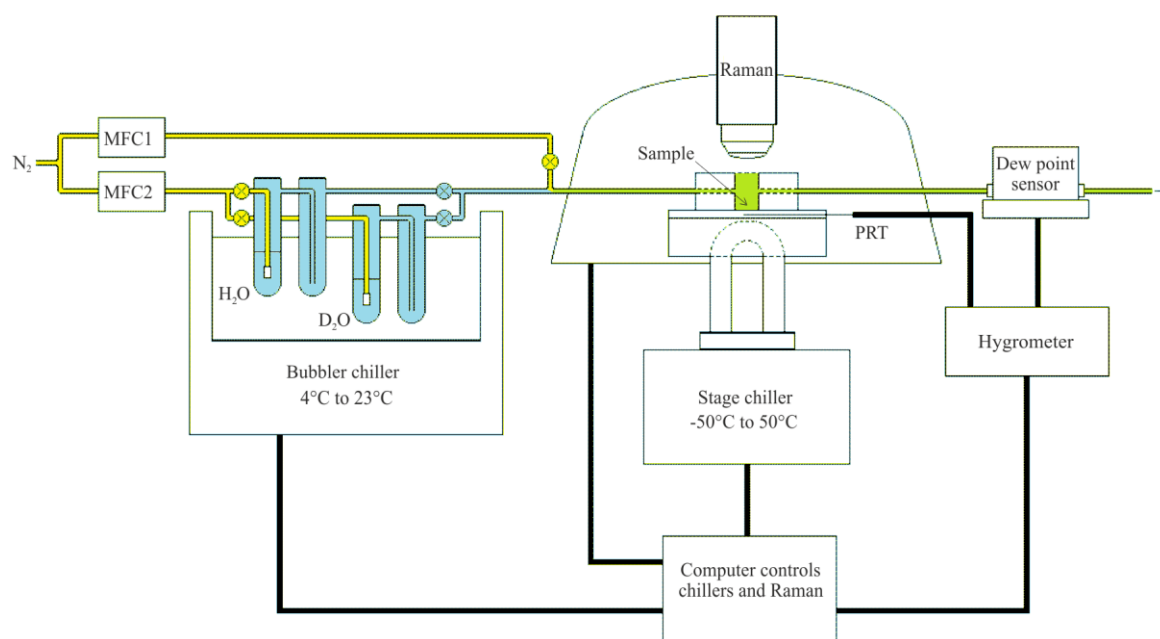 Raman
MFC1
N₂
MFC2
Sample
Dew point
sensor
PRT
H₂O
D₂O
Bubbler chiller
4°C to 23°C
Stage chiller
-50°C to 50°C
Hygrometer
Computer controls
chillers and Raman